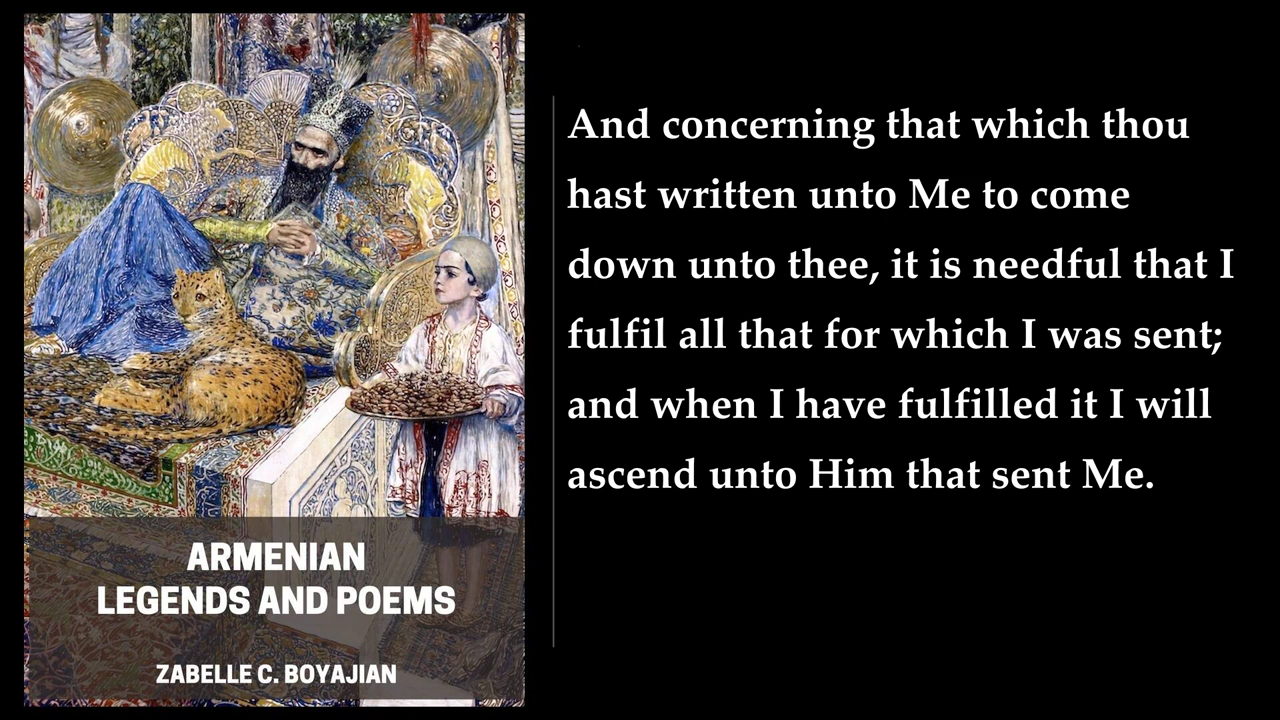 ARMENIAN
LEGENDS AND POEMS
ZABELLE C. BOYAJIAN
And concerning that which thou
hast written unto Me to come
down unto thee, it is needful that I
fulfil all that for which I was sent;
and when I have fulfilled it I will
ascend unto Him that sent Me.